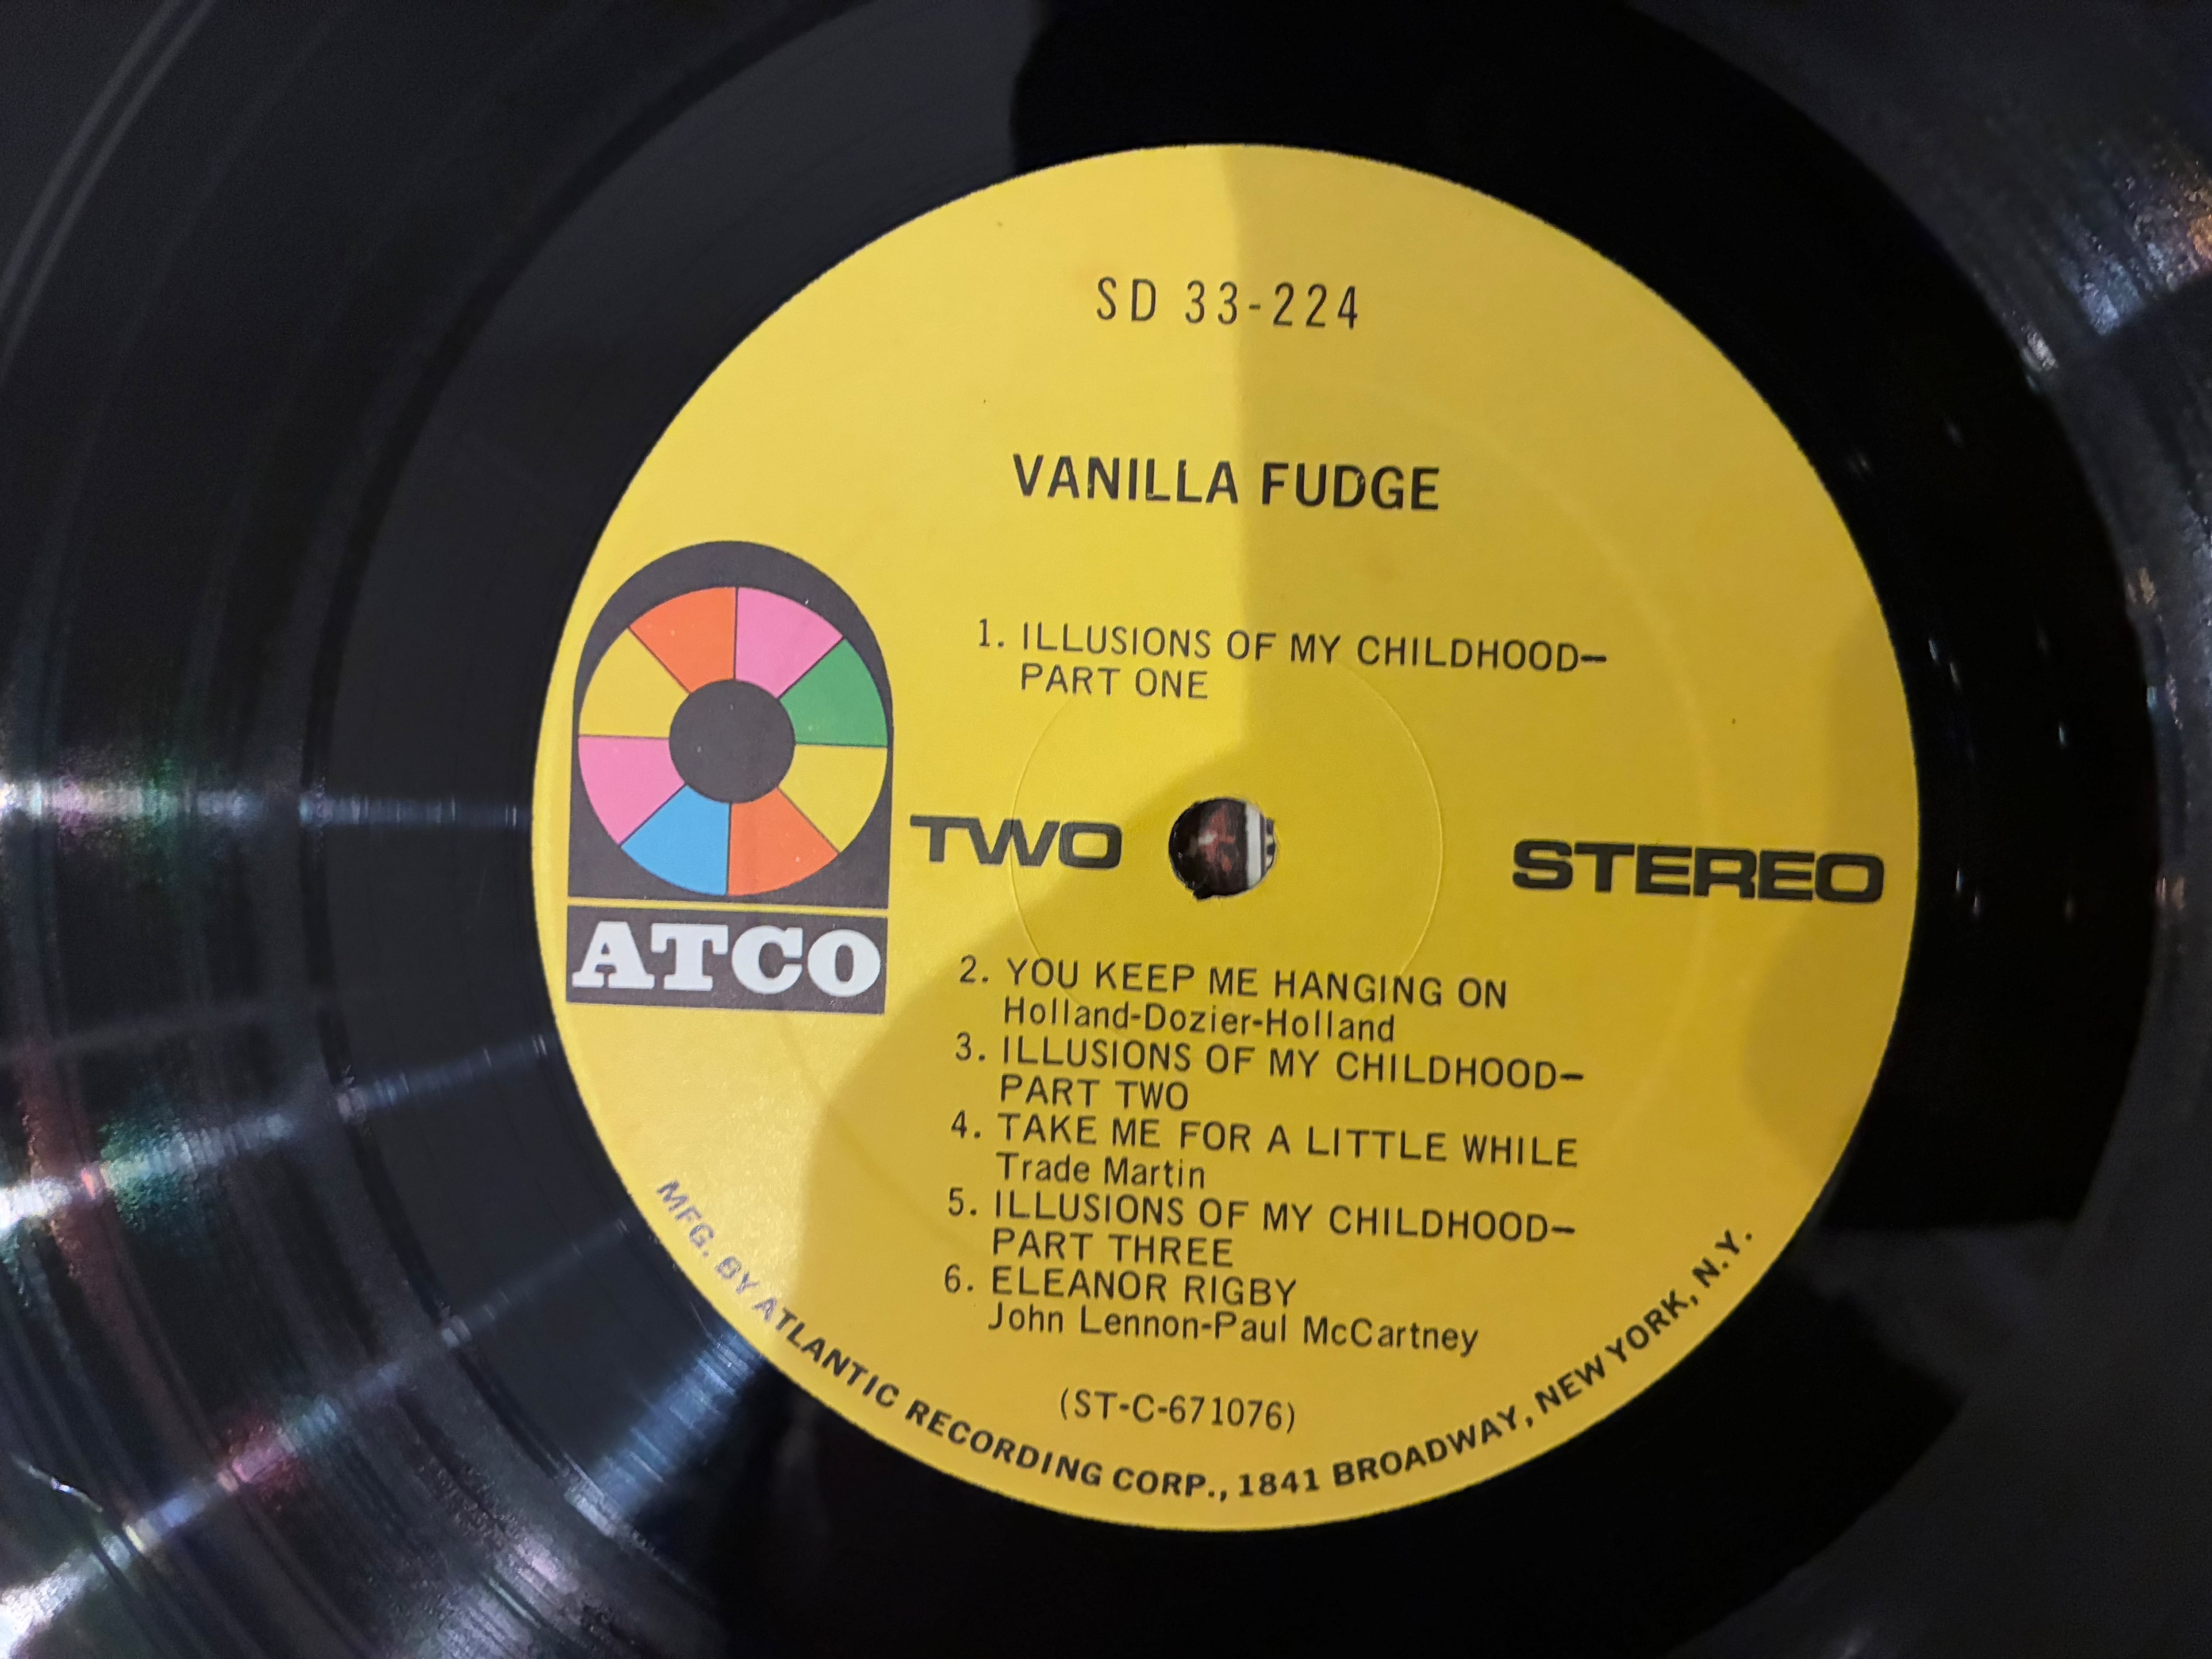 SD 33-224
VANILLA FUDGE
1. ILLUSIONS OF MY CHILDHOOD—
PART ONE
ATCO
TWO
STEREO
2. YOU KEEP ME HANGING ON
Holland-Dozier-Holland
3. ILLUSIONS OF MY CHILDHOOD—
PART TWO
4. TAKE ME FOR A LITTLE WHILE
Trade Martin
5. ILLUSIONS OF MY CHILDHOOD—
PART THREE
6. ELEANOR RIGBY
John Lennon-Paul McCartney
(ST-C-671076)
MFG. BY ATLANTIC RECORDING CORP., 1841 BROADWAY, NEW YORK, N.Y.